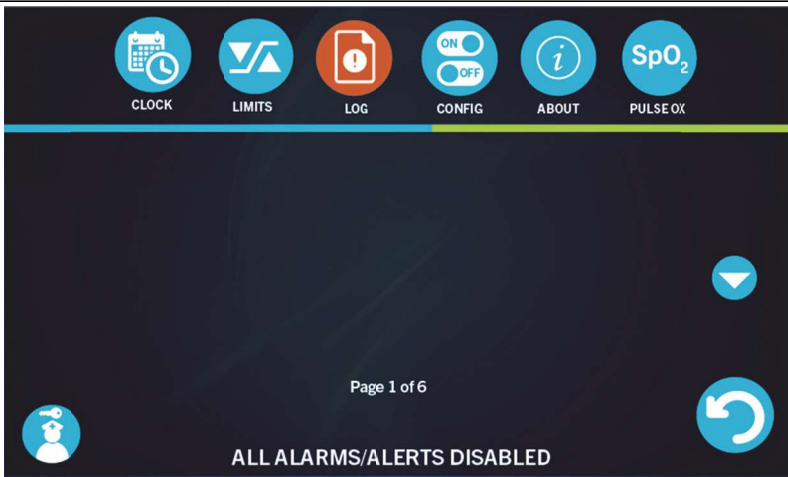 ON
OFF
i
SpO₂
CLOCK
LIMITS
LOG
CONFIG
ABOUT
PULSE OX
Page 1 of 6
ALL ALARMS/ALERTS DISABLED